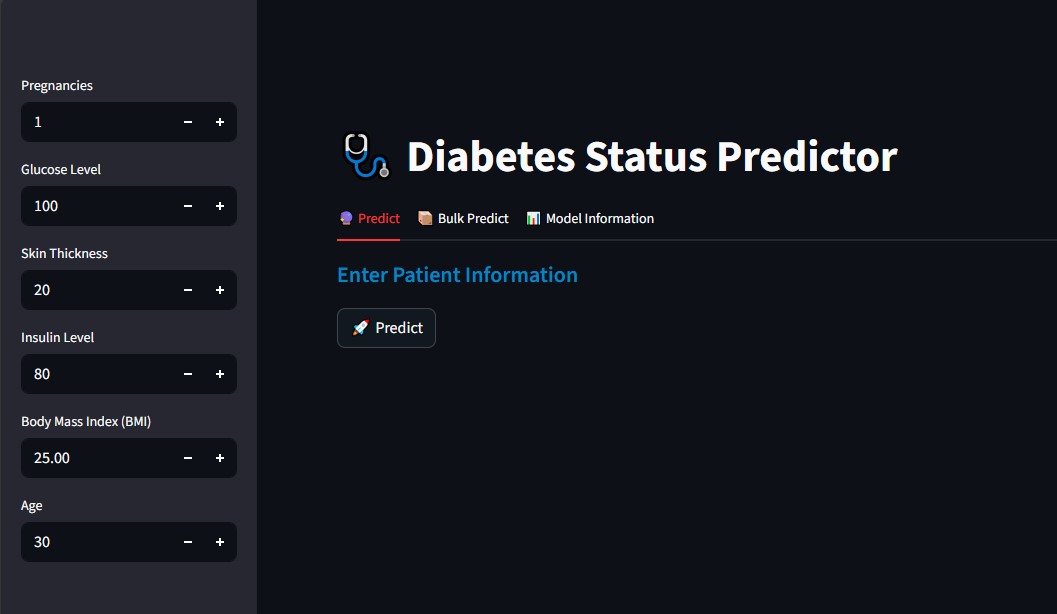 Pregnancies
1
Glucose Level
100
Skin Thickness
20
Insulin Level
80
Body Mass Index (BMI)
25.00
Age
30
Diabetes Status Predictor
Predict Bulk Predict Model Information
Enter Patient Information
Predict